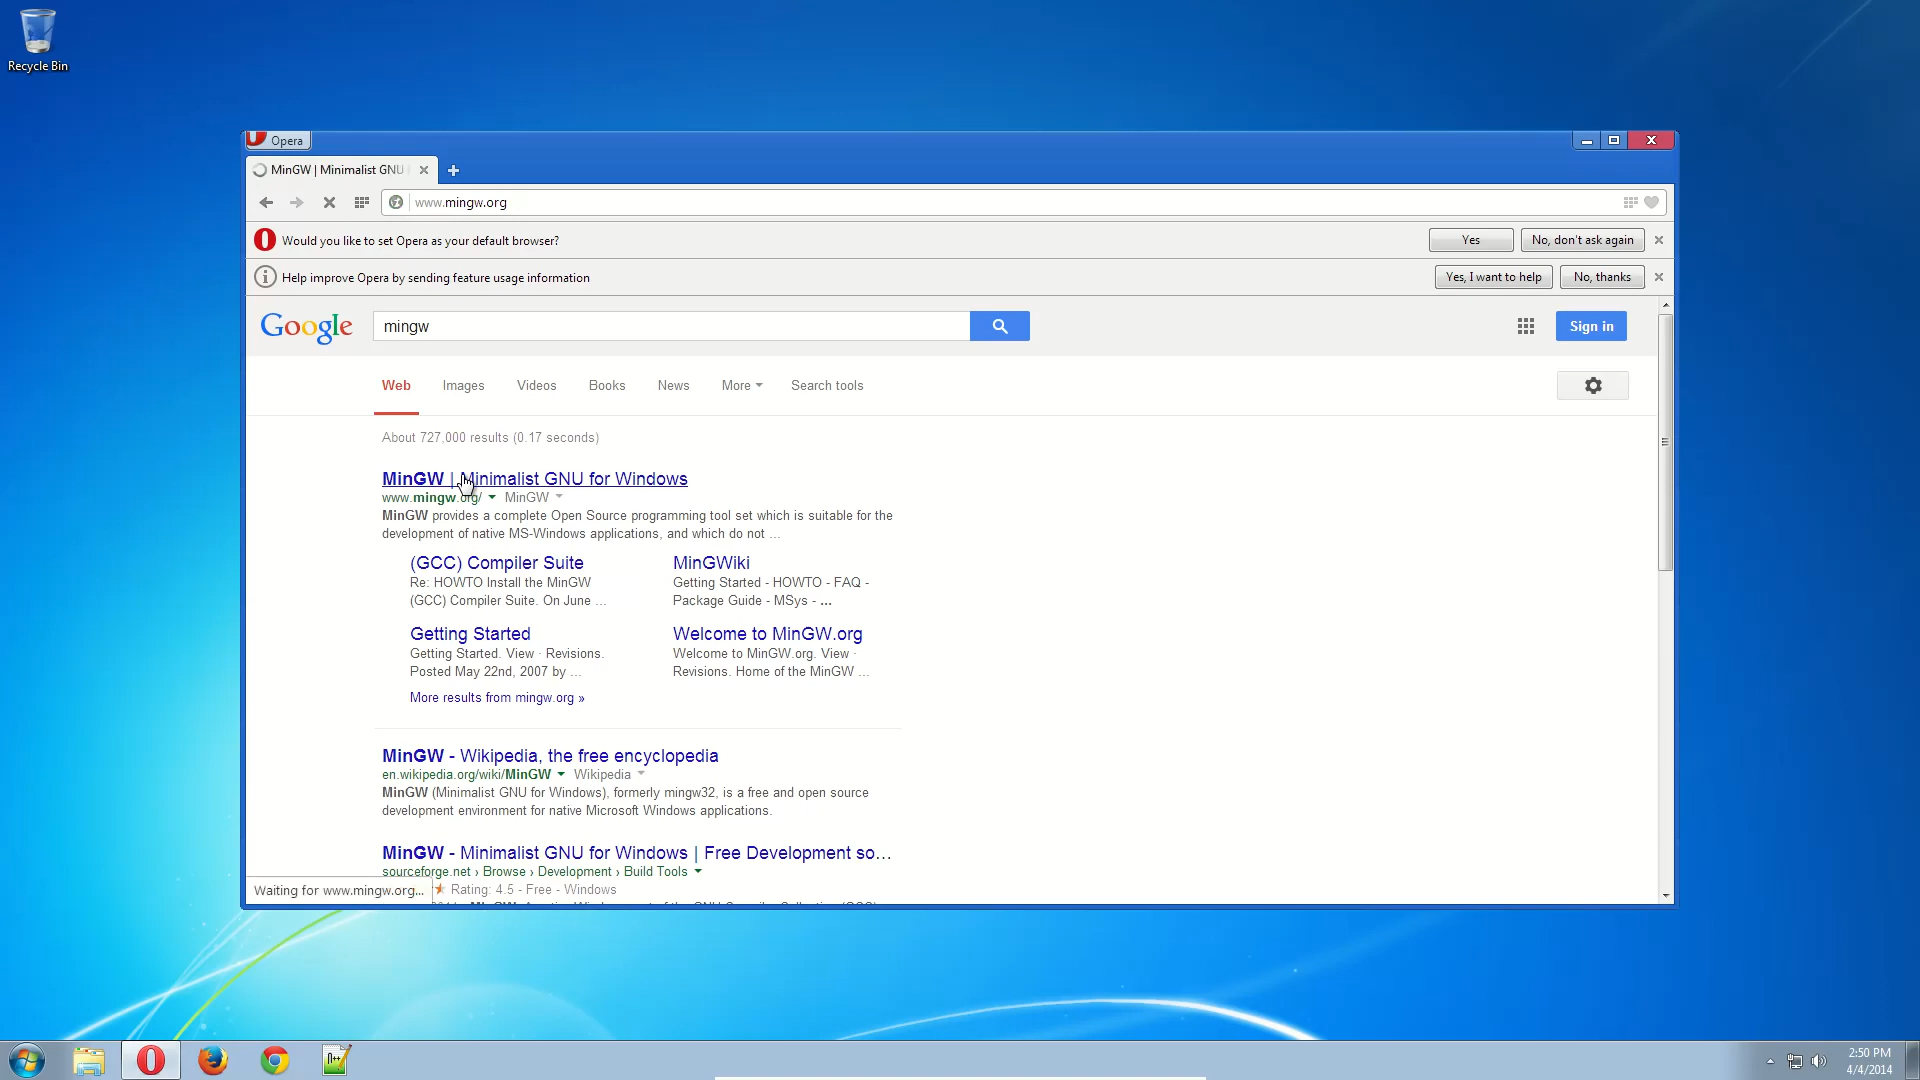 Recycle Bin
Opera
MinGW | Minimalist GNU
www.mingw.org
Would you like to set Opera as your default browser?
Yes
No, don't ask again
Help improve Opera by sending feature usage information
Yes, I want to help
No, thanks
Google
mingw
Sign in
Web
Images
Videos
Books
News
More
Search tools
About 727,000 results (0.17 seconds)
MinGW | Minimalist GNU for Windows
www.mingw.org/
MinGW
MinGW provides a complete Open Source programming tool set which is suitable for the
development of native MS-Windows applications, and which do not ...
(GCC) Compiler Suite
Re: HOWTO Install the MinGW
(GCC) Compiler Suite. On June ...
MinGWiki
Getting Started - HOWTO - FAQ -
Package Guide - MSys - ...
Getting Started
Getting Started. View · Revisions.
Posted May 22nd, 2007 by ...
Welcome to MinGW.org
Welcome to MinGW.org. View ·
Revisions. Home of the MinGW ...
More results from mingw.org »
MinGW - Wikipedia, the free encyclopedia
en.wikipedia.org/wiki/MinGW
Wikipedia
MinGW (Minimalist GNU for Windows), formerly mingw32, is a free and open source
development environment for native Microsoft Windows applications.
MinGW - Minimalist GNU for Windows | Free Development so...
sourceforge.net › Browse › Development › Build Tools
Rating: 4.5 - Free - Windows
Waiting for www.mingw.org...
2:50 PM
4/4/2014